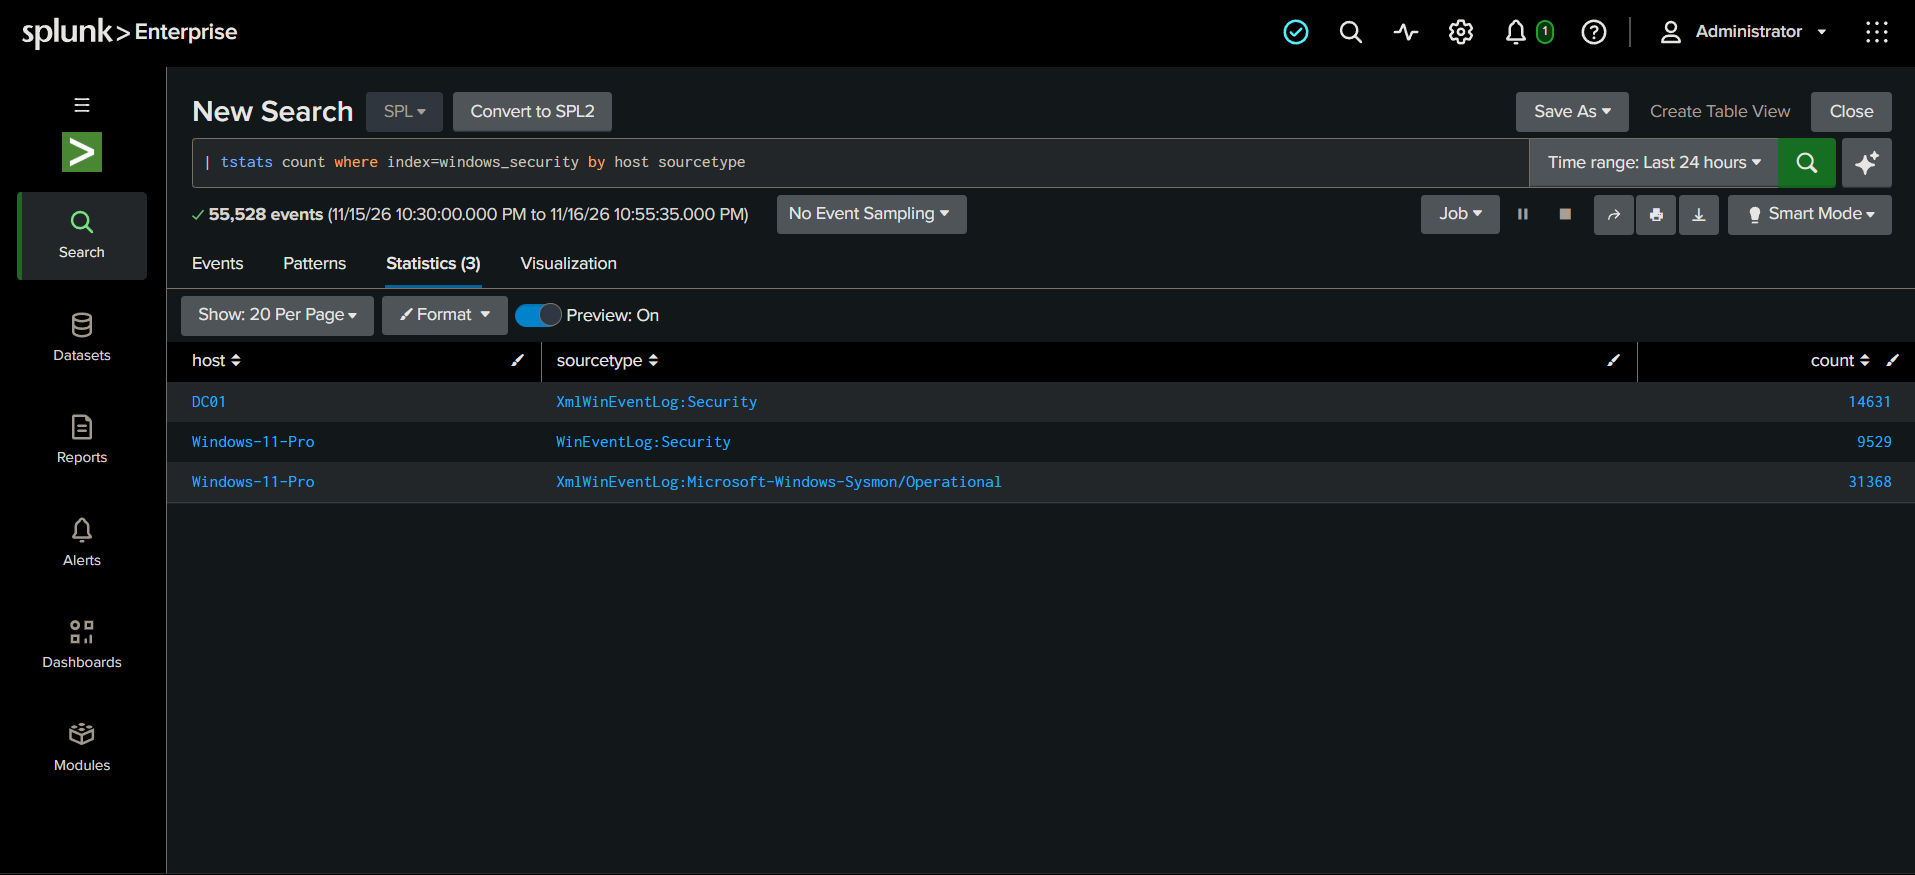 splunk>Enterprise
1
Administrator
Search
Datasets
Reports
Alerts
Dashboards
Modules
New Search
SPL
Convert to SPL2
Save As
Create Table View
Close
| tstats count where index=windows_security by host sourcetype
Time range: Last 24 hours
55,528 events (11/15/26 10:30:00.000 PM to 11/16/26 10:55:35.000 PM)
No Event Sampling
Job
Smart Mode
Events
Patterns
Statistics (3)
Visualization
Show: 20 Per Page
Format
Preview: On
host sourcetype count
DC01 XmlWinEventLog:Security 14631
Windows-11-Pro WinEventLog:Security 9529
Windows-11-Pro XmlWinEventLog:Microsoft-Windows-Sysmon/Operational 31368